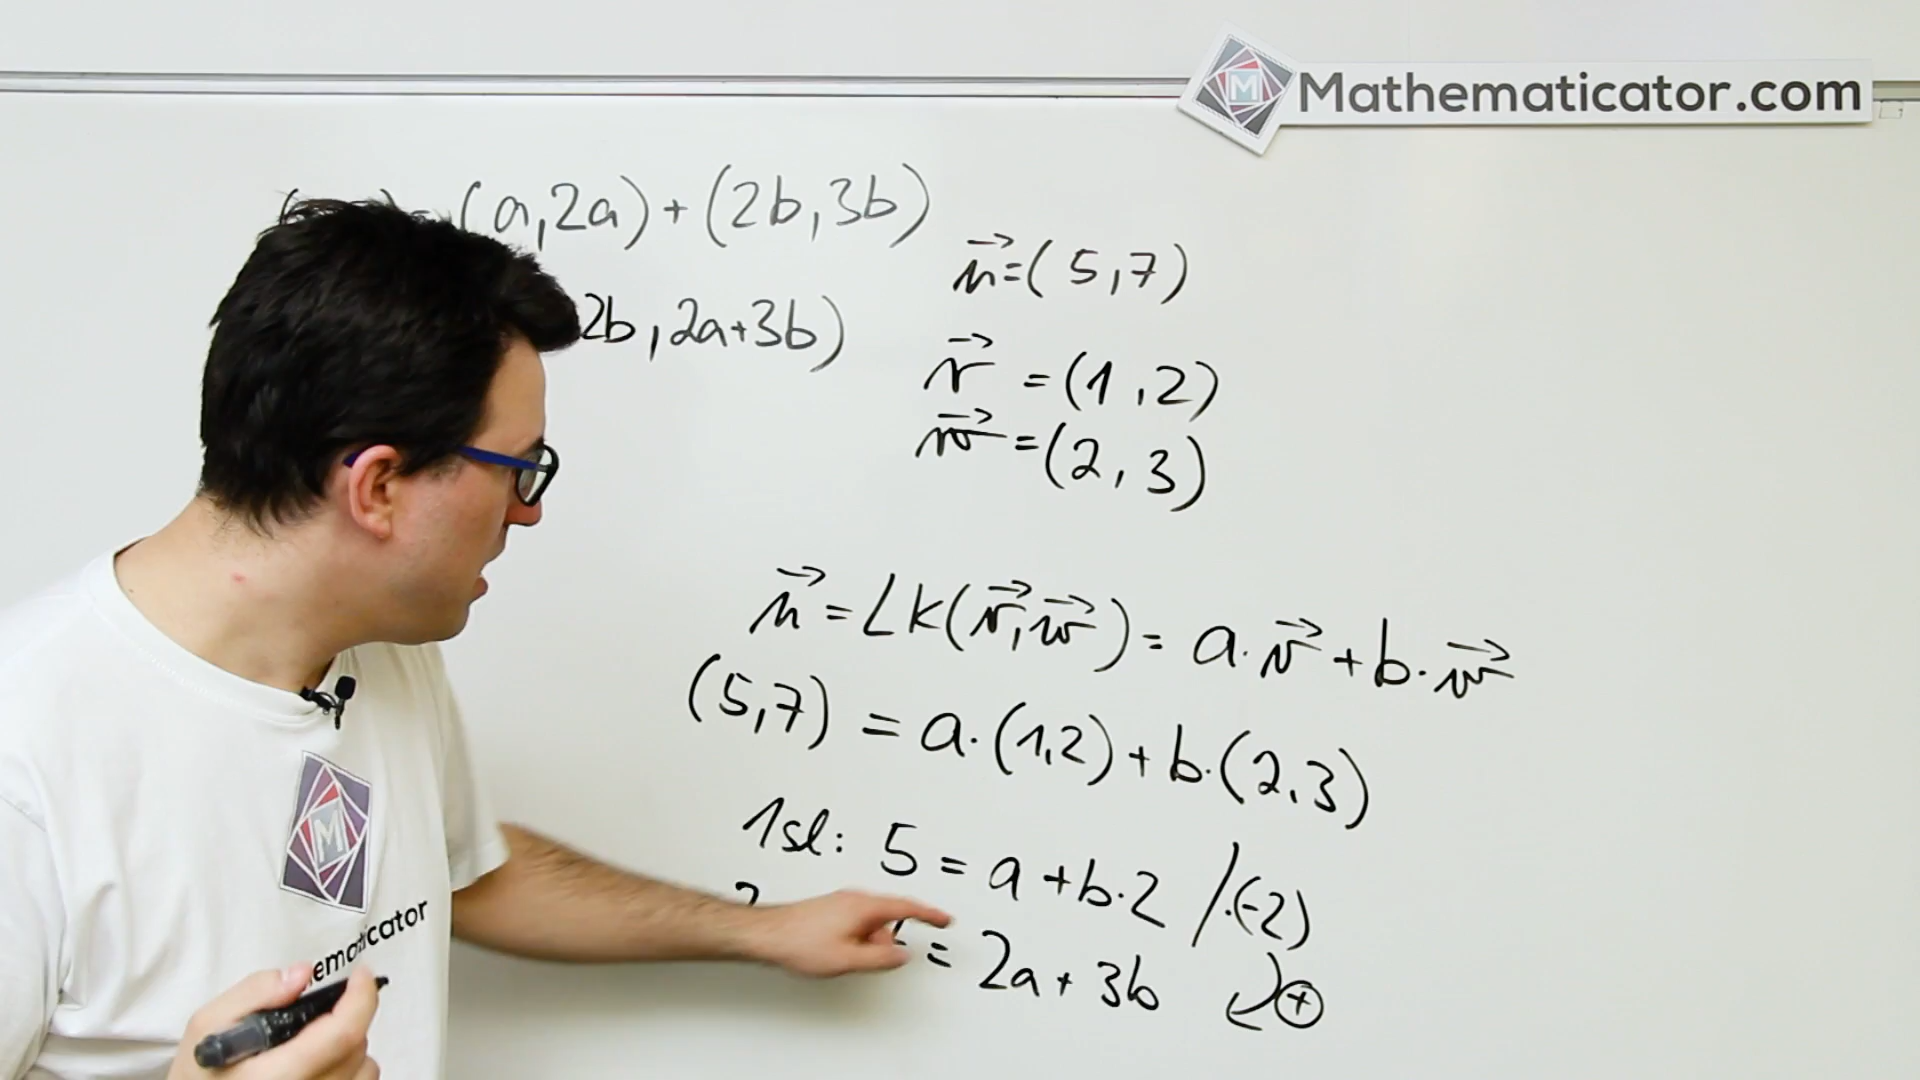 Mathematicator.com
M
(a,2a)+(2b,3b)
2b,2a+3b)
u⃗=(5,7)
v⃗ =(1,2)
w⃗=(2,3)
u⃗=LK(v⃗,w⃗)= a·v⃗+b·w⃗
(5,7) = a·(1,2)+b·(2,3)
1sl: 5 = a+b·2 /·(-2)
= 2a+3b +
M
ematicator